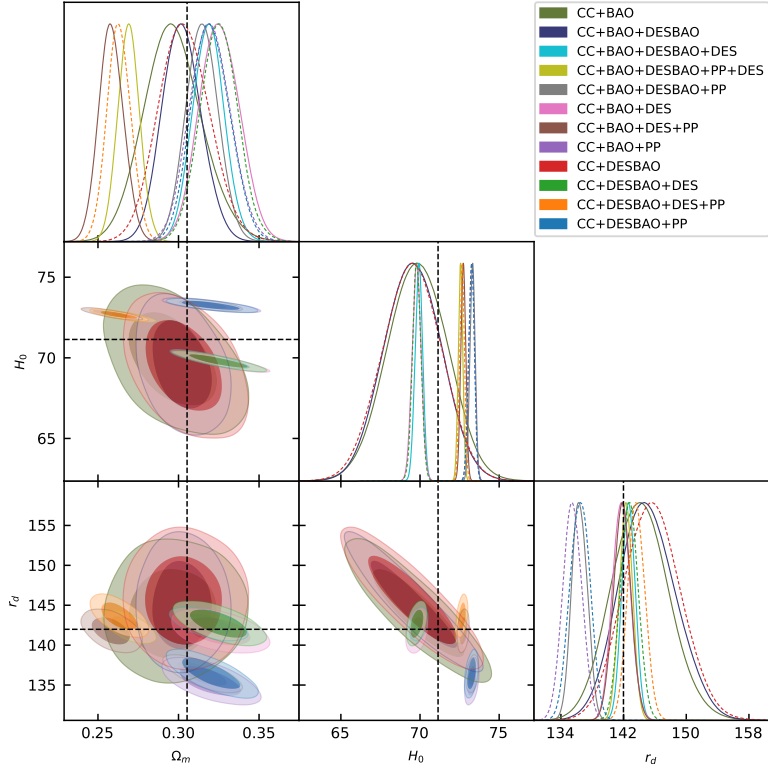 CC+BAO
CC+BAO+DESBAO
CC+BAO+DESBAO+DES
CC+BAO+DESBAO+PP+DES
CC+BAO+DESBAO+PP
CC+BAO+DES
CC+BAO+DES+PP
CC+BAO+PP
CC+DESBAO
CC+DESBAO+DES
CC+DESBAO+DES+PP
CC+DESBAO+PP
75
70
65
H₀
155
150
145
140
135
r_d
0.25 0.30 0.35
Ω_m
65 70 75
H₀
134 142 150 158
r_d